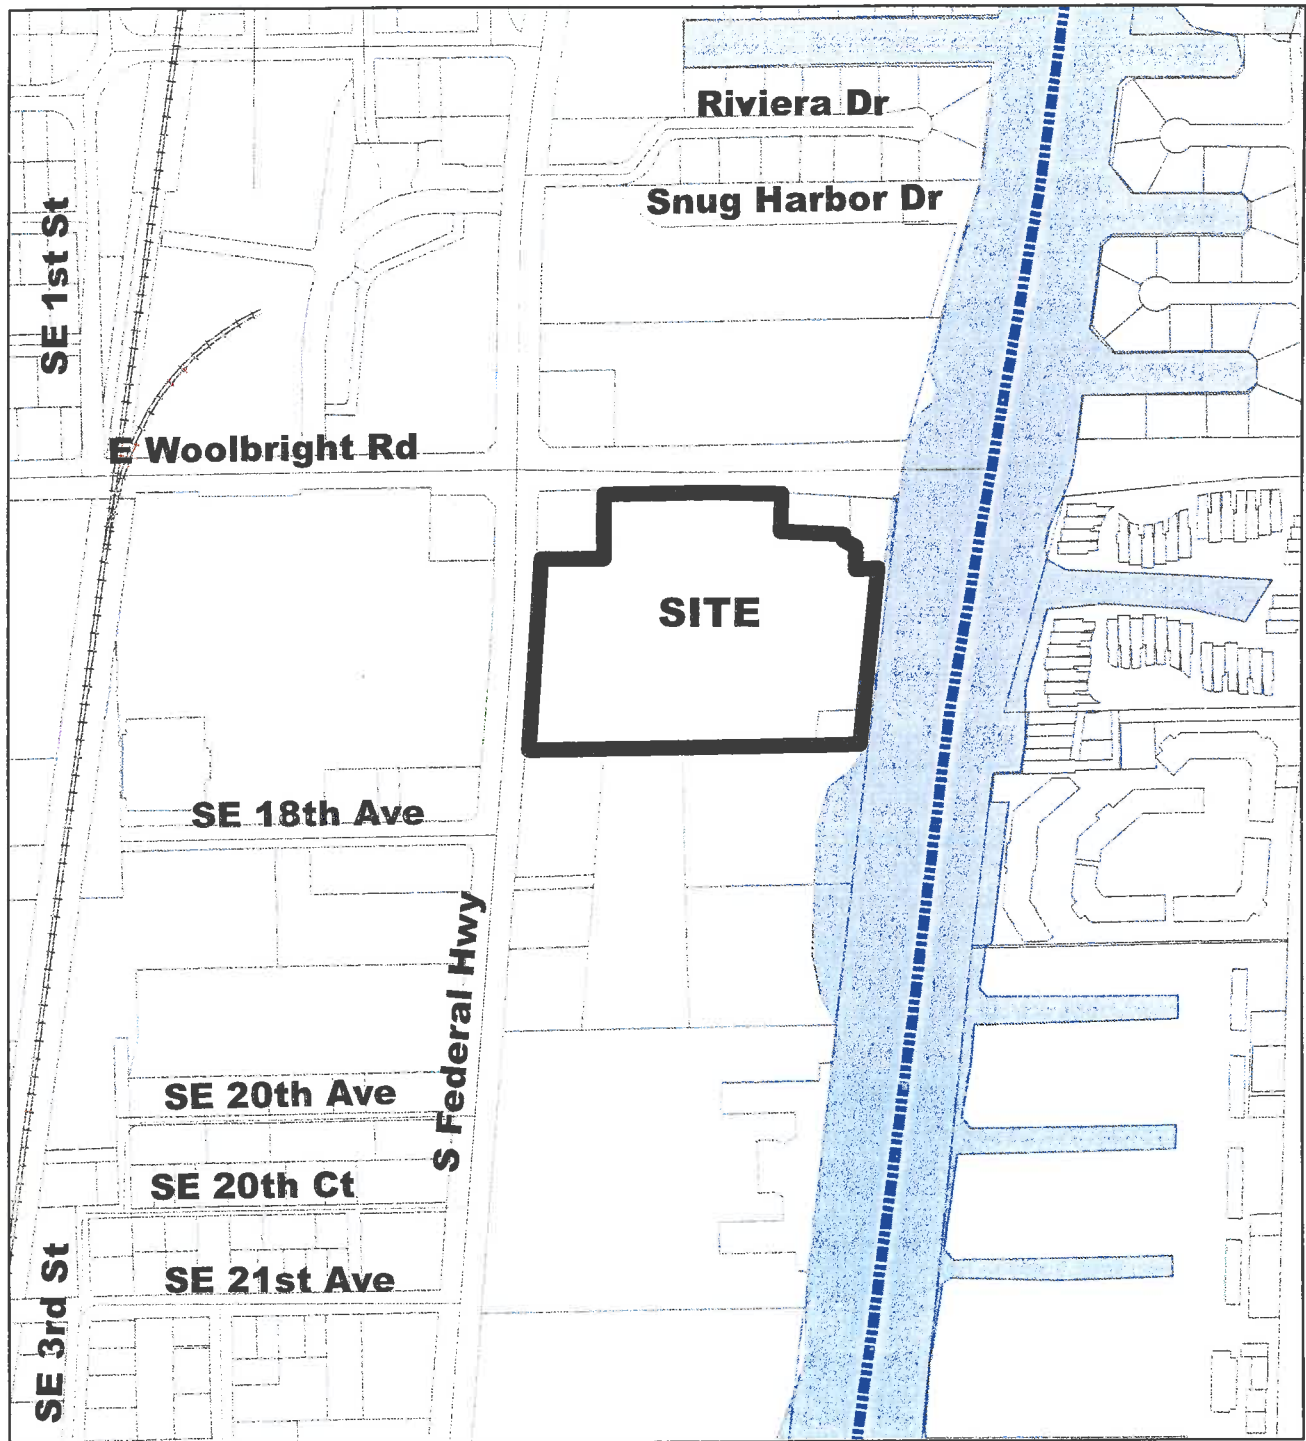 Riviera Dr
Snug Harbor Dr
SE 1st St
E Woolbright Rd
SITE
SE 18th Ave
S Federal Hwy
SE 20th Ave
SE 20th Ct
SE 21st Ave
SE 3rd St